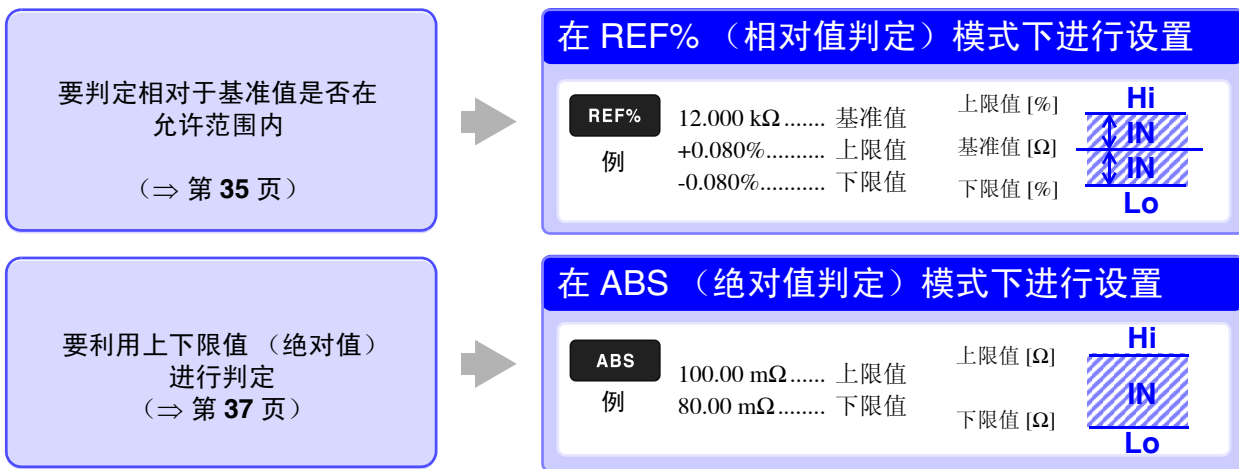 要判定相对于基准值是否在
允许范围内
（⇒ 第 35 页）
在 REF% （相对值判定）模式下进行设置
REF%
例
12.000 kΩ....... 基准值
+0.080%.......... 上限值
-0.080%........... 下限值
上限值 [%]
基准值 [Ω]
下限值 [%]
Hi
IN
IN
Lo
要利用上下限值 （绝对值）
进行判定
（⇒ 第 37 页）
在 ABS （绝对值判定）模式下进行设置
ABS
例
100.00 mΩ...... 上限值
80.00 mΩ........ 下限值
上限值 [Ω]
下限值 [Ω]
Hi
IN
Lo